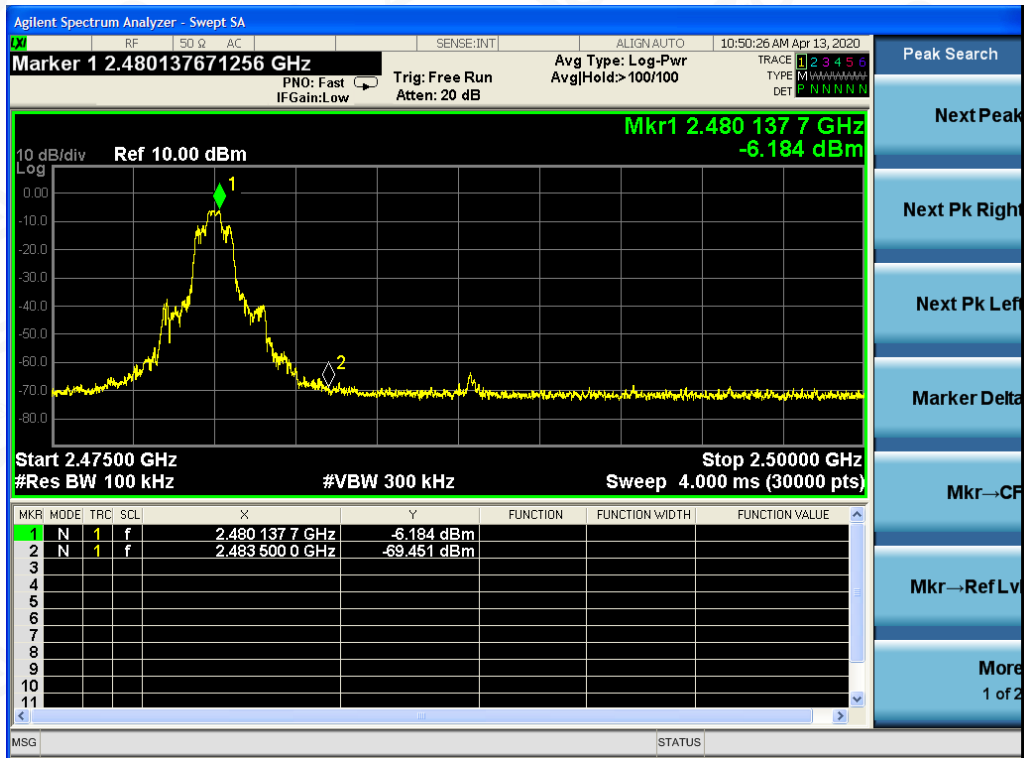 Agilent Spectrum Analyzer - Swept SA
LXI RF 50 Ω AC SENSE:INT ALIGNAUTO 10:50:26 AM Apr 13, 2020
Marker 1 2.480137671256 GHz
PNO: Fast
IFGain:Low
Trig: Free Run
Atten: 20 dB
Avg Type: Log-Pwr
Avg|Hold:>100/100
TRACE 1 2 3 4 5 6
TYPE M WWWWW
DET P N N N N N
Peak Search
Next Peak
Next Pk Right
Next Pk Left
Marker Delta
Mkr→CF
Mkr→Ref Lvl
More
1 of 2
Mkr1 2.480 137 7 GHz
-6.184 dBm
10 dB/div Ref 10.00 dBm
Log
0.00
-10.0
-20.0
-30.0
-40.0
-50.0
-60.0
-70.0
-80.0
1
2
Start 2.47500 GHz Stop 2.50000 GHz
#Res BW 100 kHz #VBW 300 kHz Sweep 4.000 ms (30000 pts)
MKR MODE TRC SCL X Y FUNCTION FUNCTION WIDTH FUNCTION VALUE
1 N 1 f 2.480 137 7 GHz -6.184 dBm
2 N 1 f 2.483 500 0 GHz -69.451 dBm
3
4
5
6
7
8
9
10
11
MSG STATUS